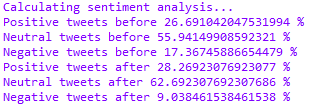 Calculating sentiment analysis...
Positive tweets before 26.691042047531994 %
Neutral tweets before 55.94149908592321 %
Negative tweets before 17.36745886654479 %
Positive tweets after 28.26923076923077 %
Neutral tweets after 62.692307692307686 %
Negative tweets after 9.038461538461538 %